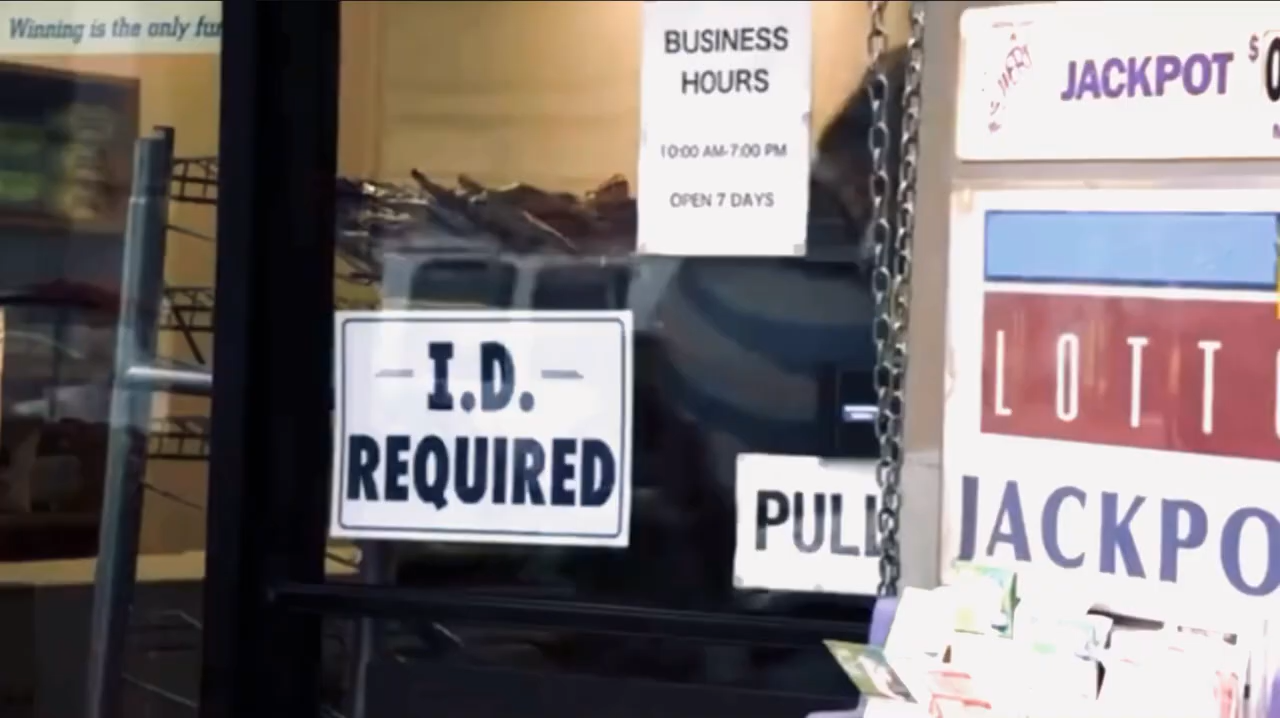 Winning is the only fu
BUSINESS
HOURS
10:00 AM-7:00 PM
OPEN 7 DAYS
JACKPOT $
I.D.
REQUIRED
PULL
LOTT
JACKPO